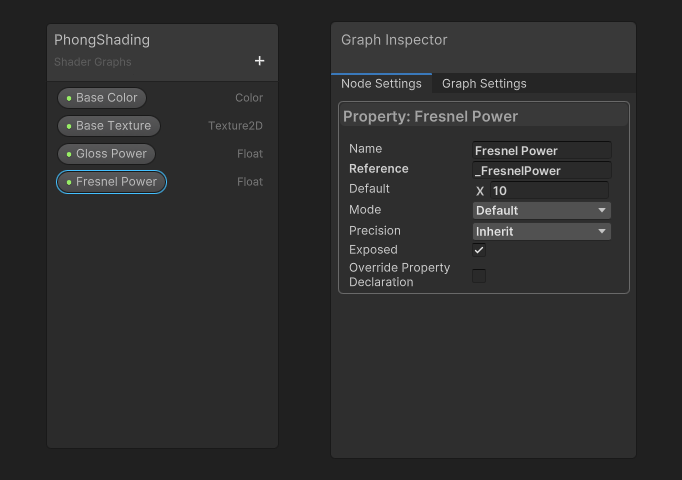 PhongShading
Shader Graphs
+
Base Color Color
Base Texture Texture2D
Gloss Power Float
Fresnel Power Float
Graph Inspector
Node Settings Graph Settings
Property: Fresnel Power
Name Fresnel Power
Reference _FresnelPower
Default X 10
Mode Default
Precision Inherit
Exposed
Override Property
Declaration